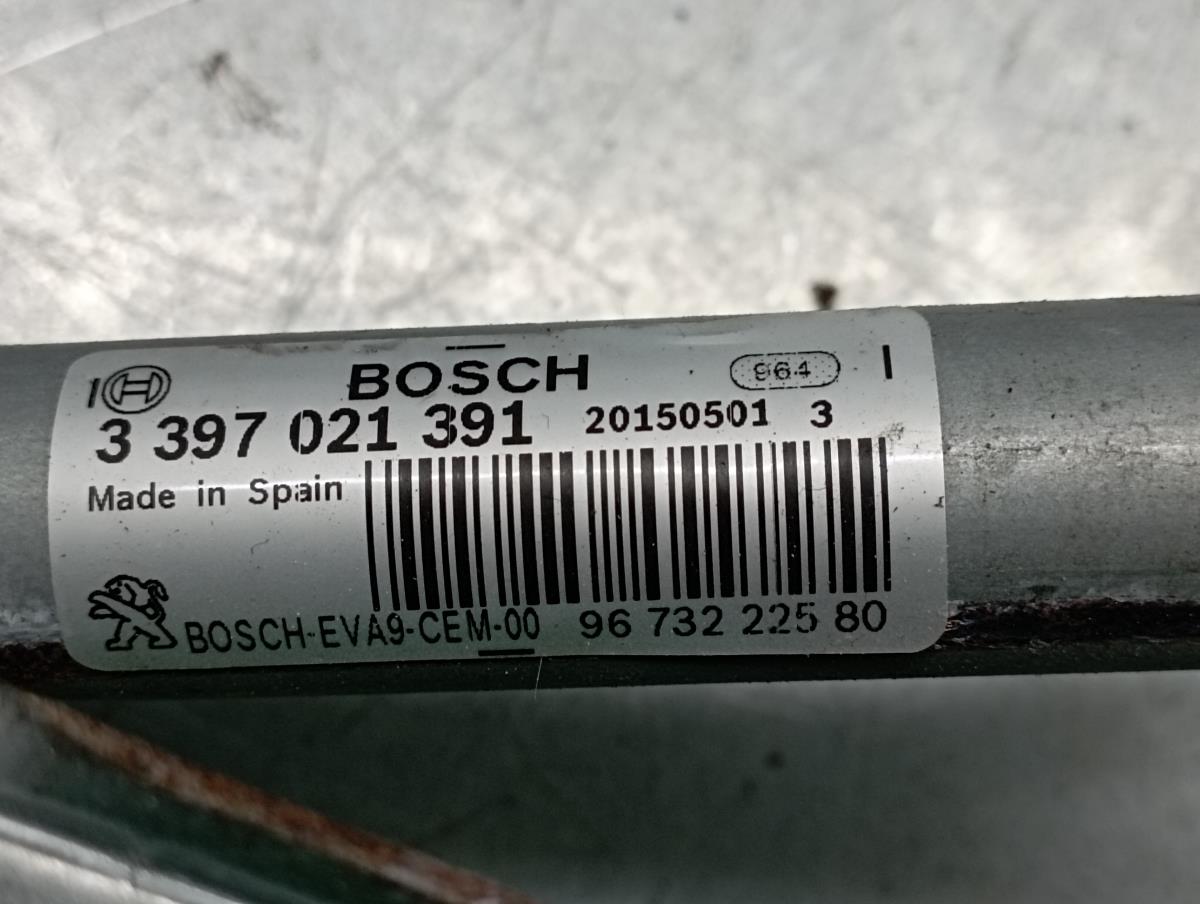 BOSCH 964
3 397 021 391 20150501 3
Made in Spain
BOSCH-EVA9-CEM-00 96 732 225 80